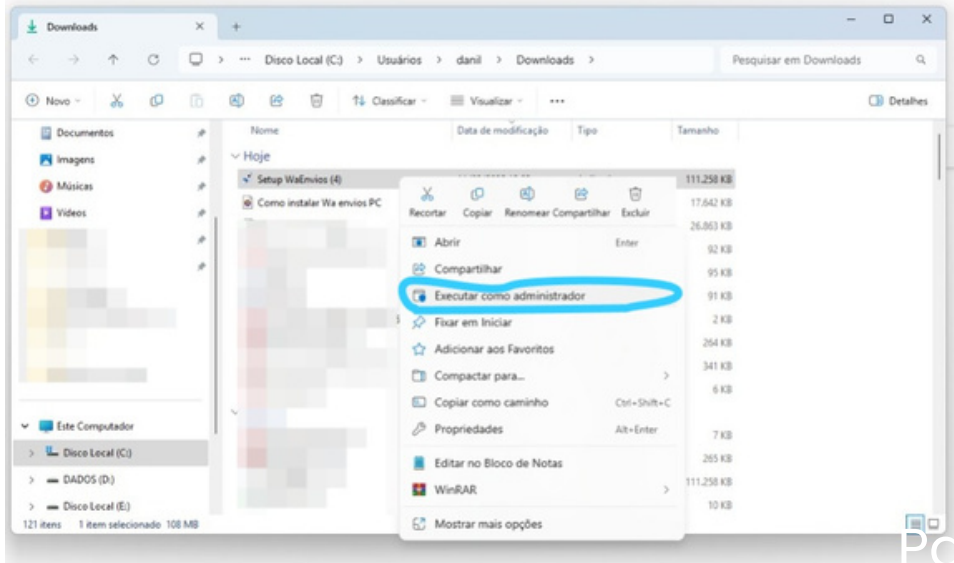 Downloads
Disco Local (C:) > Usuários > danil > Downloads >
Pesquisar em Downloads
Novo
Classificar
Visualizar
Detalhes
Documentos
Imagens
Músicas
Vídeos
Este Computador
Disco Local (C:)
DADOS (D:)
Disco Local (E:)
Nome Data de modificação Tipo Tamanho
Hoje
Setup WaEnvios (4) 111.258 KB
Como instalar Wa envios PC 17.642 KB
26.863 KB
92 KB
95 KB
91 KB
2 KB
264 KB
341 KB
6 KB
7 KB
265 KB
111.258 KB
10 KB
Recortar Copiar Renomear Compartilhar Excluir
Abrir Enter
Compartilhar
Executar como administrador
Fixar em Iniciar
Adicionar aos Favoritos
Compactar para...
Copiar como caminho Ctrl+Shift+C
Propriedades Alt+Enter
Editar no Bloco de Notas
WinRAR
Mostrar mais opções
121 itens 1 item selecionado 108 MB